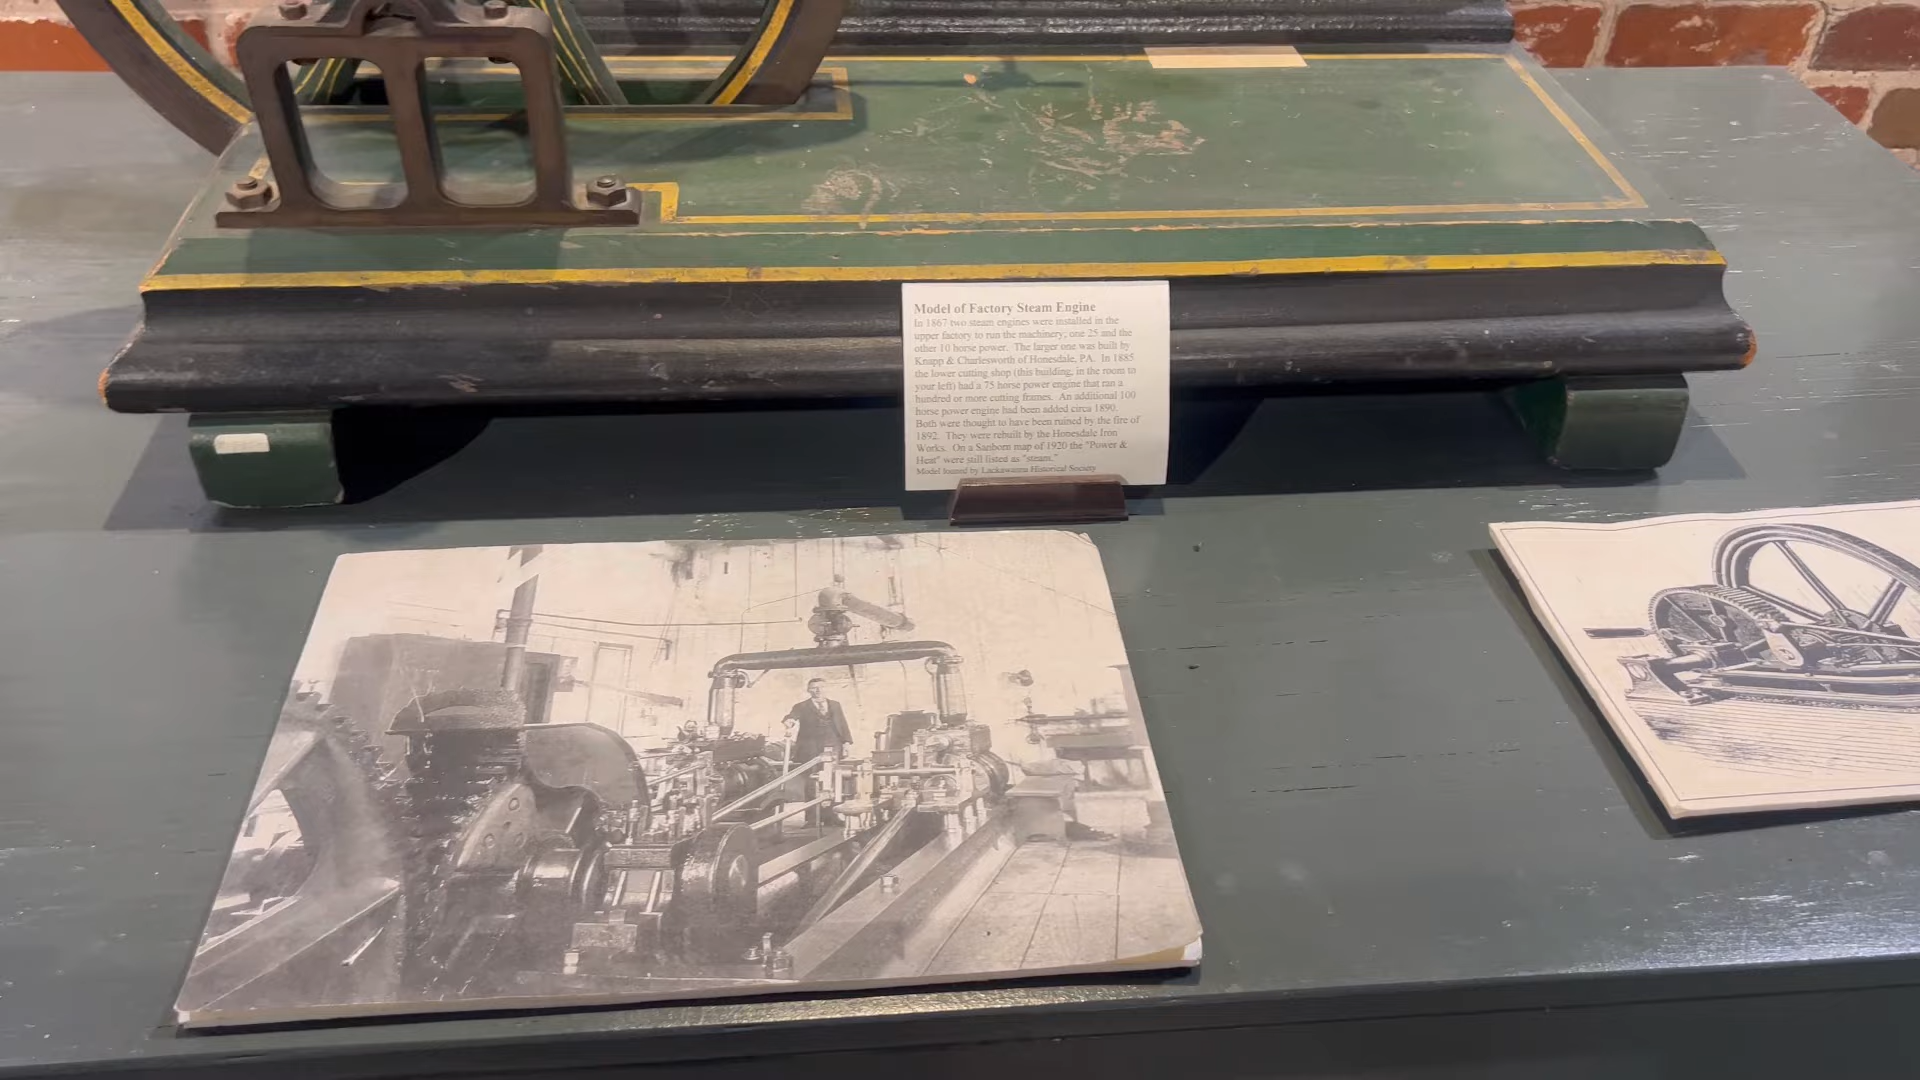 Model of Factory Steam Engine
In 1867 two steam engines were installed in the
upper factory to run the machinery; one 25 and the
other 10 horse power. The larger one was built by
Knapp & Charlesworth of Honesdale, PA. In 1885
the lower cutting shop (this building, in the room to
your left) had a 75 horse power engine that ran a
hundred or more cutting frames. An additional 100
horse power engine had been added circa 1890.
Both were thought to have been ruined by the fire of
1892. They were rebuilt by the Honesdale Iron
Works. On a Sanborn map of 1920 the "Power &
Heat" were still listed as "steam."
Model loaned by Lackawanna Historical Society